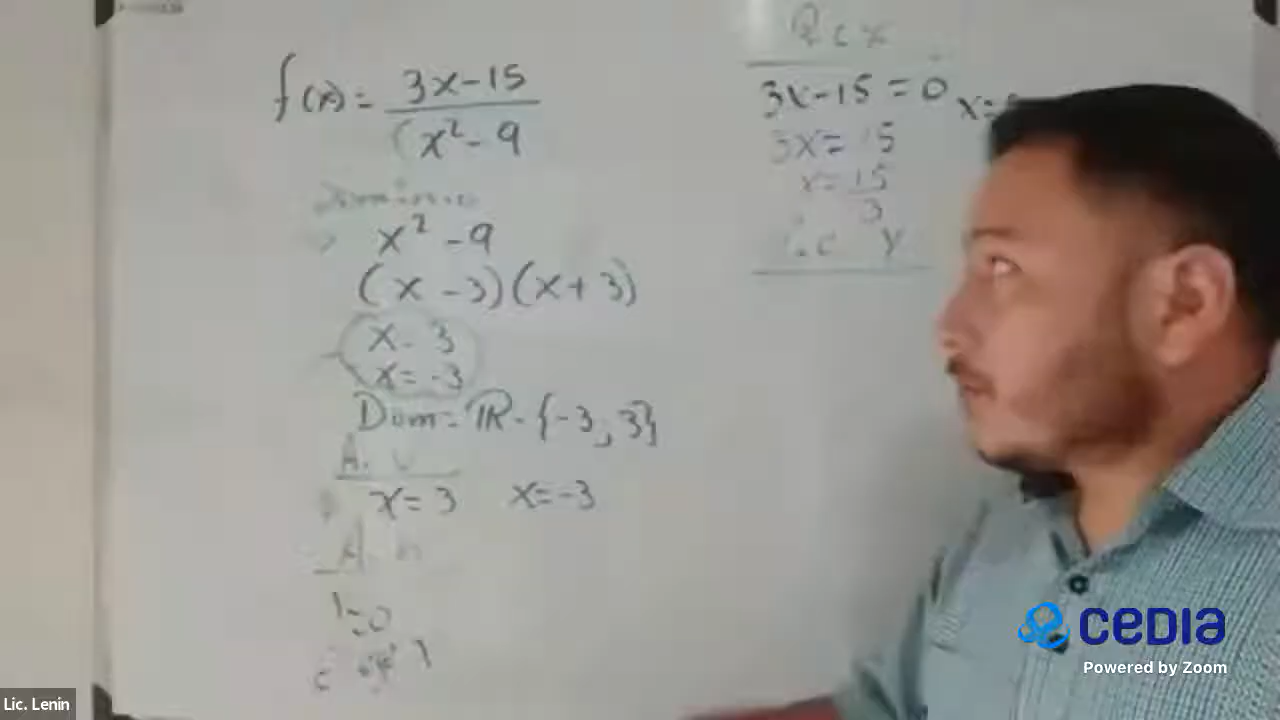 f(x) = 3x-15
(x² - 9
x² - 9
(x - 3)(x + 3)
x - 3
x = -3
Dom = IR - {-3, 3}
A. V
x = 3 x = -3
A.
c x
3x - 15 = 0 x =
3x = 15
x = 15
3
c y
cedia
Powered by Zoom
Lic. Lenin